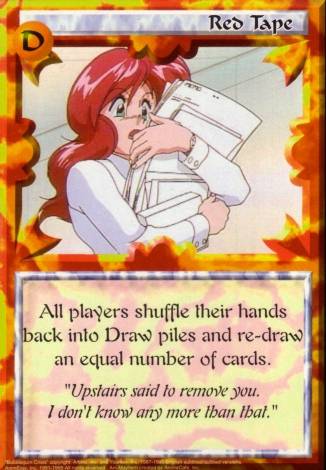 Red Tape
D
MEMO
All players shuffle their hands
back into Draw piles and re-draw
an equal number of cards.
"Upstairs said to remove you.
I don't know any more than that."